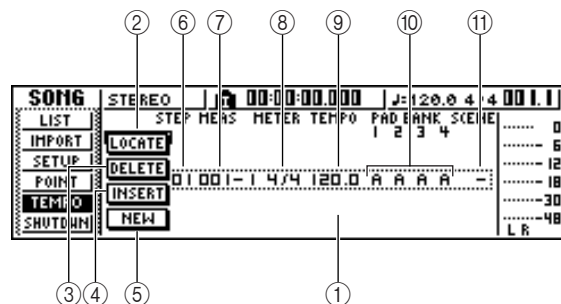 ② ⑥ ⑦ ⑧ ⑨ ⑩ ⑪
SONG STEREO 00:00:00.000 ♩=120.0 4/4 001.1
LIST STEP MEAS METER TEMPO PAD BANK SCENE
1 2 3 4 0
IMPORT LOCATE 6
SETUP DELETE 12
POINT 01 001- 1 4/4 120.0 A A A A - 18
TEMPO INSERT 30
SHUTDWN NEW 48
L R
③ ④ ⑤ ①